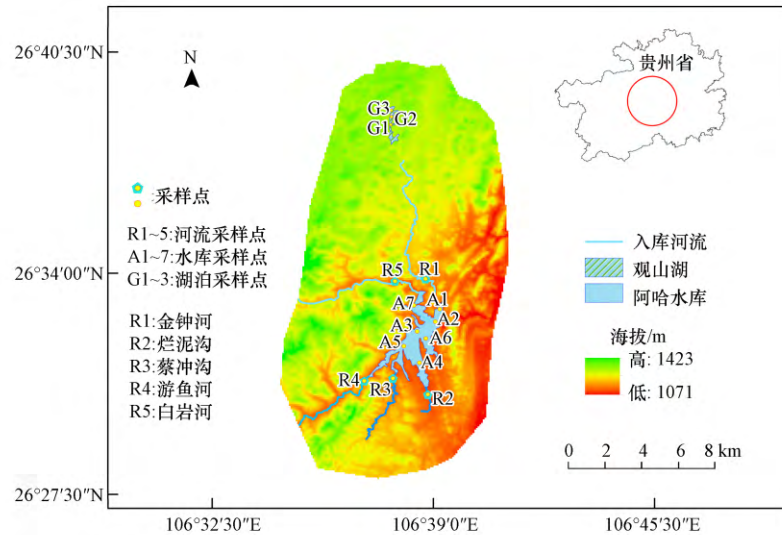 26°40′30″N
N
贵州省
G3
G2
G1
:采样点
R1~5:河流采样点
A1~7:水库采样点
G1~3:湖泊采样点
26°34′00″N
R5
R1
入库河流
观山湖
阿哈水库
A7
A1
A2
A3
A6
A5
A4
R1:金钟河
R2:烂泥沟
R3:蔡冲沟
R4:游鱼河
R5:白岩河
海拔/m
高: 1423
低: 1071
R4
R3
R2
0 2 4 6 8 km
26°27′30″N
106°32′30″E
106°39′0″E
106°45′30″E